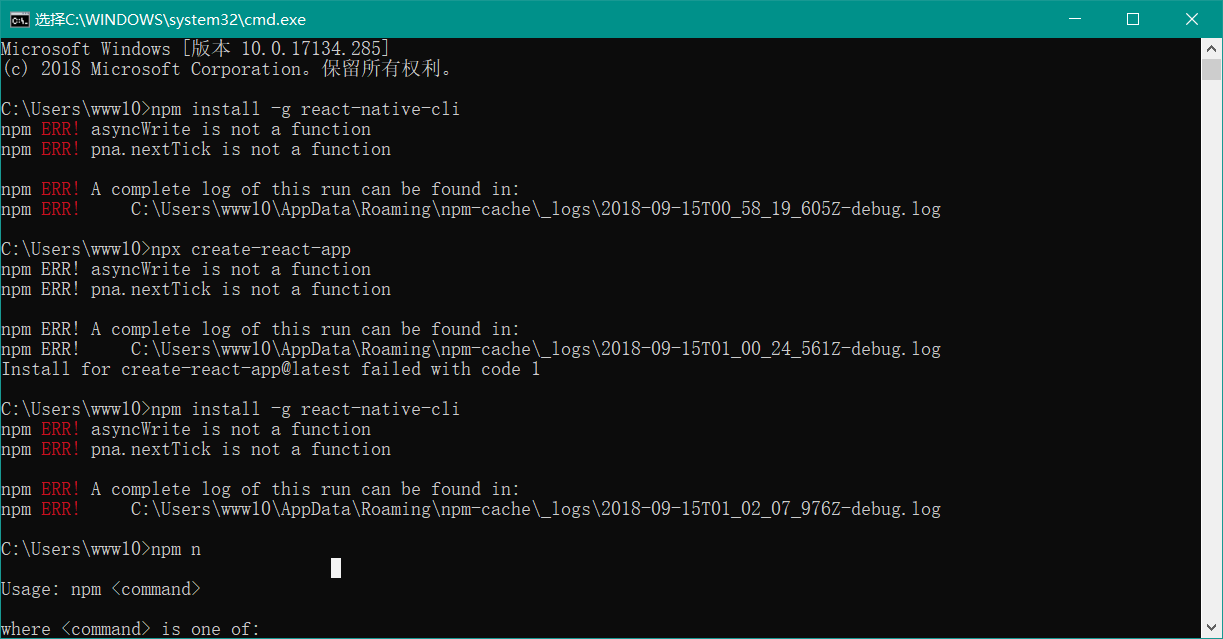 选择C:\WINDOWS\system32\cmd.exe
Microsoft Windows [版本 10.0.17134.285]
(c) 2018 Microsoft Corporation。保留所有权利。
C:\Users\www10>npm install -g react-native-cli
npm ERR! asyncWrite is not a function
npm ERR! pna.nextTick is not a function
npm ERR! A complete log of this run can be found in:
npm ERR!     C:\Users\www10\AppData\Roaming\npm-cache\_logs\2018-09-15T00_58_19_605Z-debug.log
C:\Users\www10>npx create-react-app
npm ERR! asyncWrite is not a function
npm ERR! pna.nextTick is not a function
npm ERR! A complete log of this run can be found in:
npm ERR!     C:\Users\www10\AppData\Roaming\npm-cache\_logs\2018-09-15T01_00_24_561Z-debug.log
Install for create-react-app@latest failed with code 1
C:\Users\www10>npm install -g react-native-cli
npm ERR! asyncWrite is not a function
npm ERR! pna.nextTick is not a function
npm ERR! A complete log of this run can be found in:
npm ERR!     C:\Users\www10\AppData\Roaming\npm-cache\_logs\2018-09-15T01_02_07_976Z-debug.log
C:\Users\www10>npm n
Usage: npm <command>
where <command> is one of: